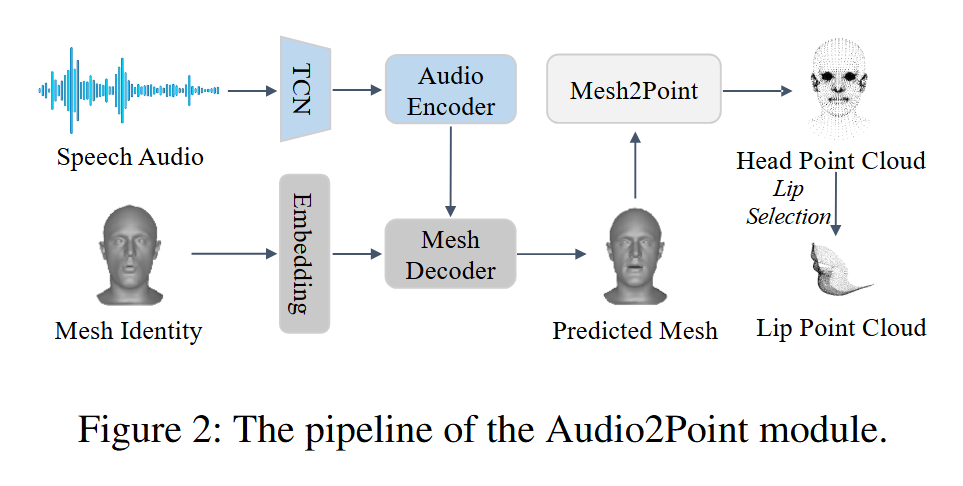 TCN
Audio
Encoder
Mesh2Point
Speech Audio
Head Point Cloud
Lip
Selection
Embedding
Mesh
Decoder
Mesh Identity
Predicted Mesh
Lip Point Cloud
Figure 2: The pipeline of the Audio2Point module.